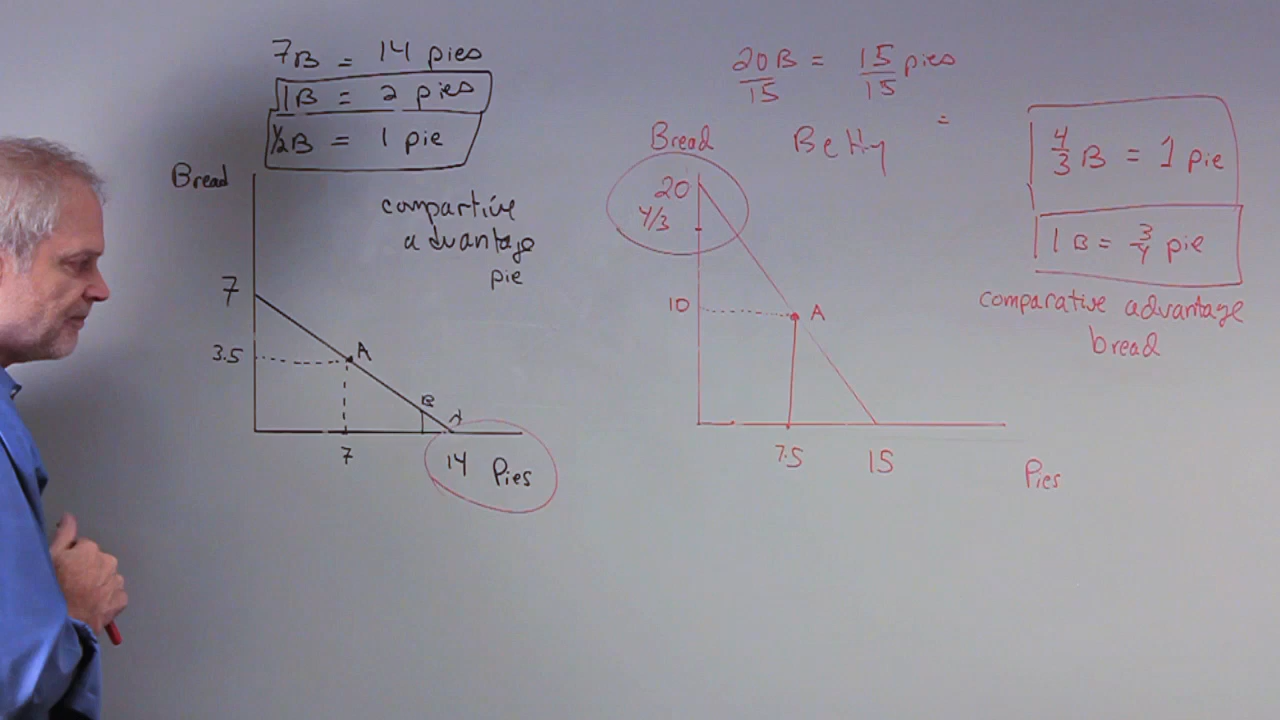 7B = 14 pies
1B = 2 pies
1/2B = 1 pie
Bread
compartive
advantage
pie
7
3.5
A
B
7
14 Pies
20B = 15 pies
15 15
=
Betty
Bread
20
4/3
10
A
7.5
15
Pies
4/3 B = 1 pie
1 B = 3/4 pie
comparative advantage
bread